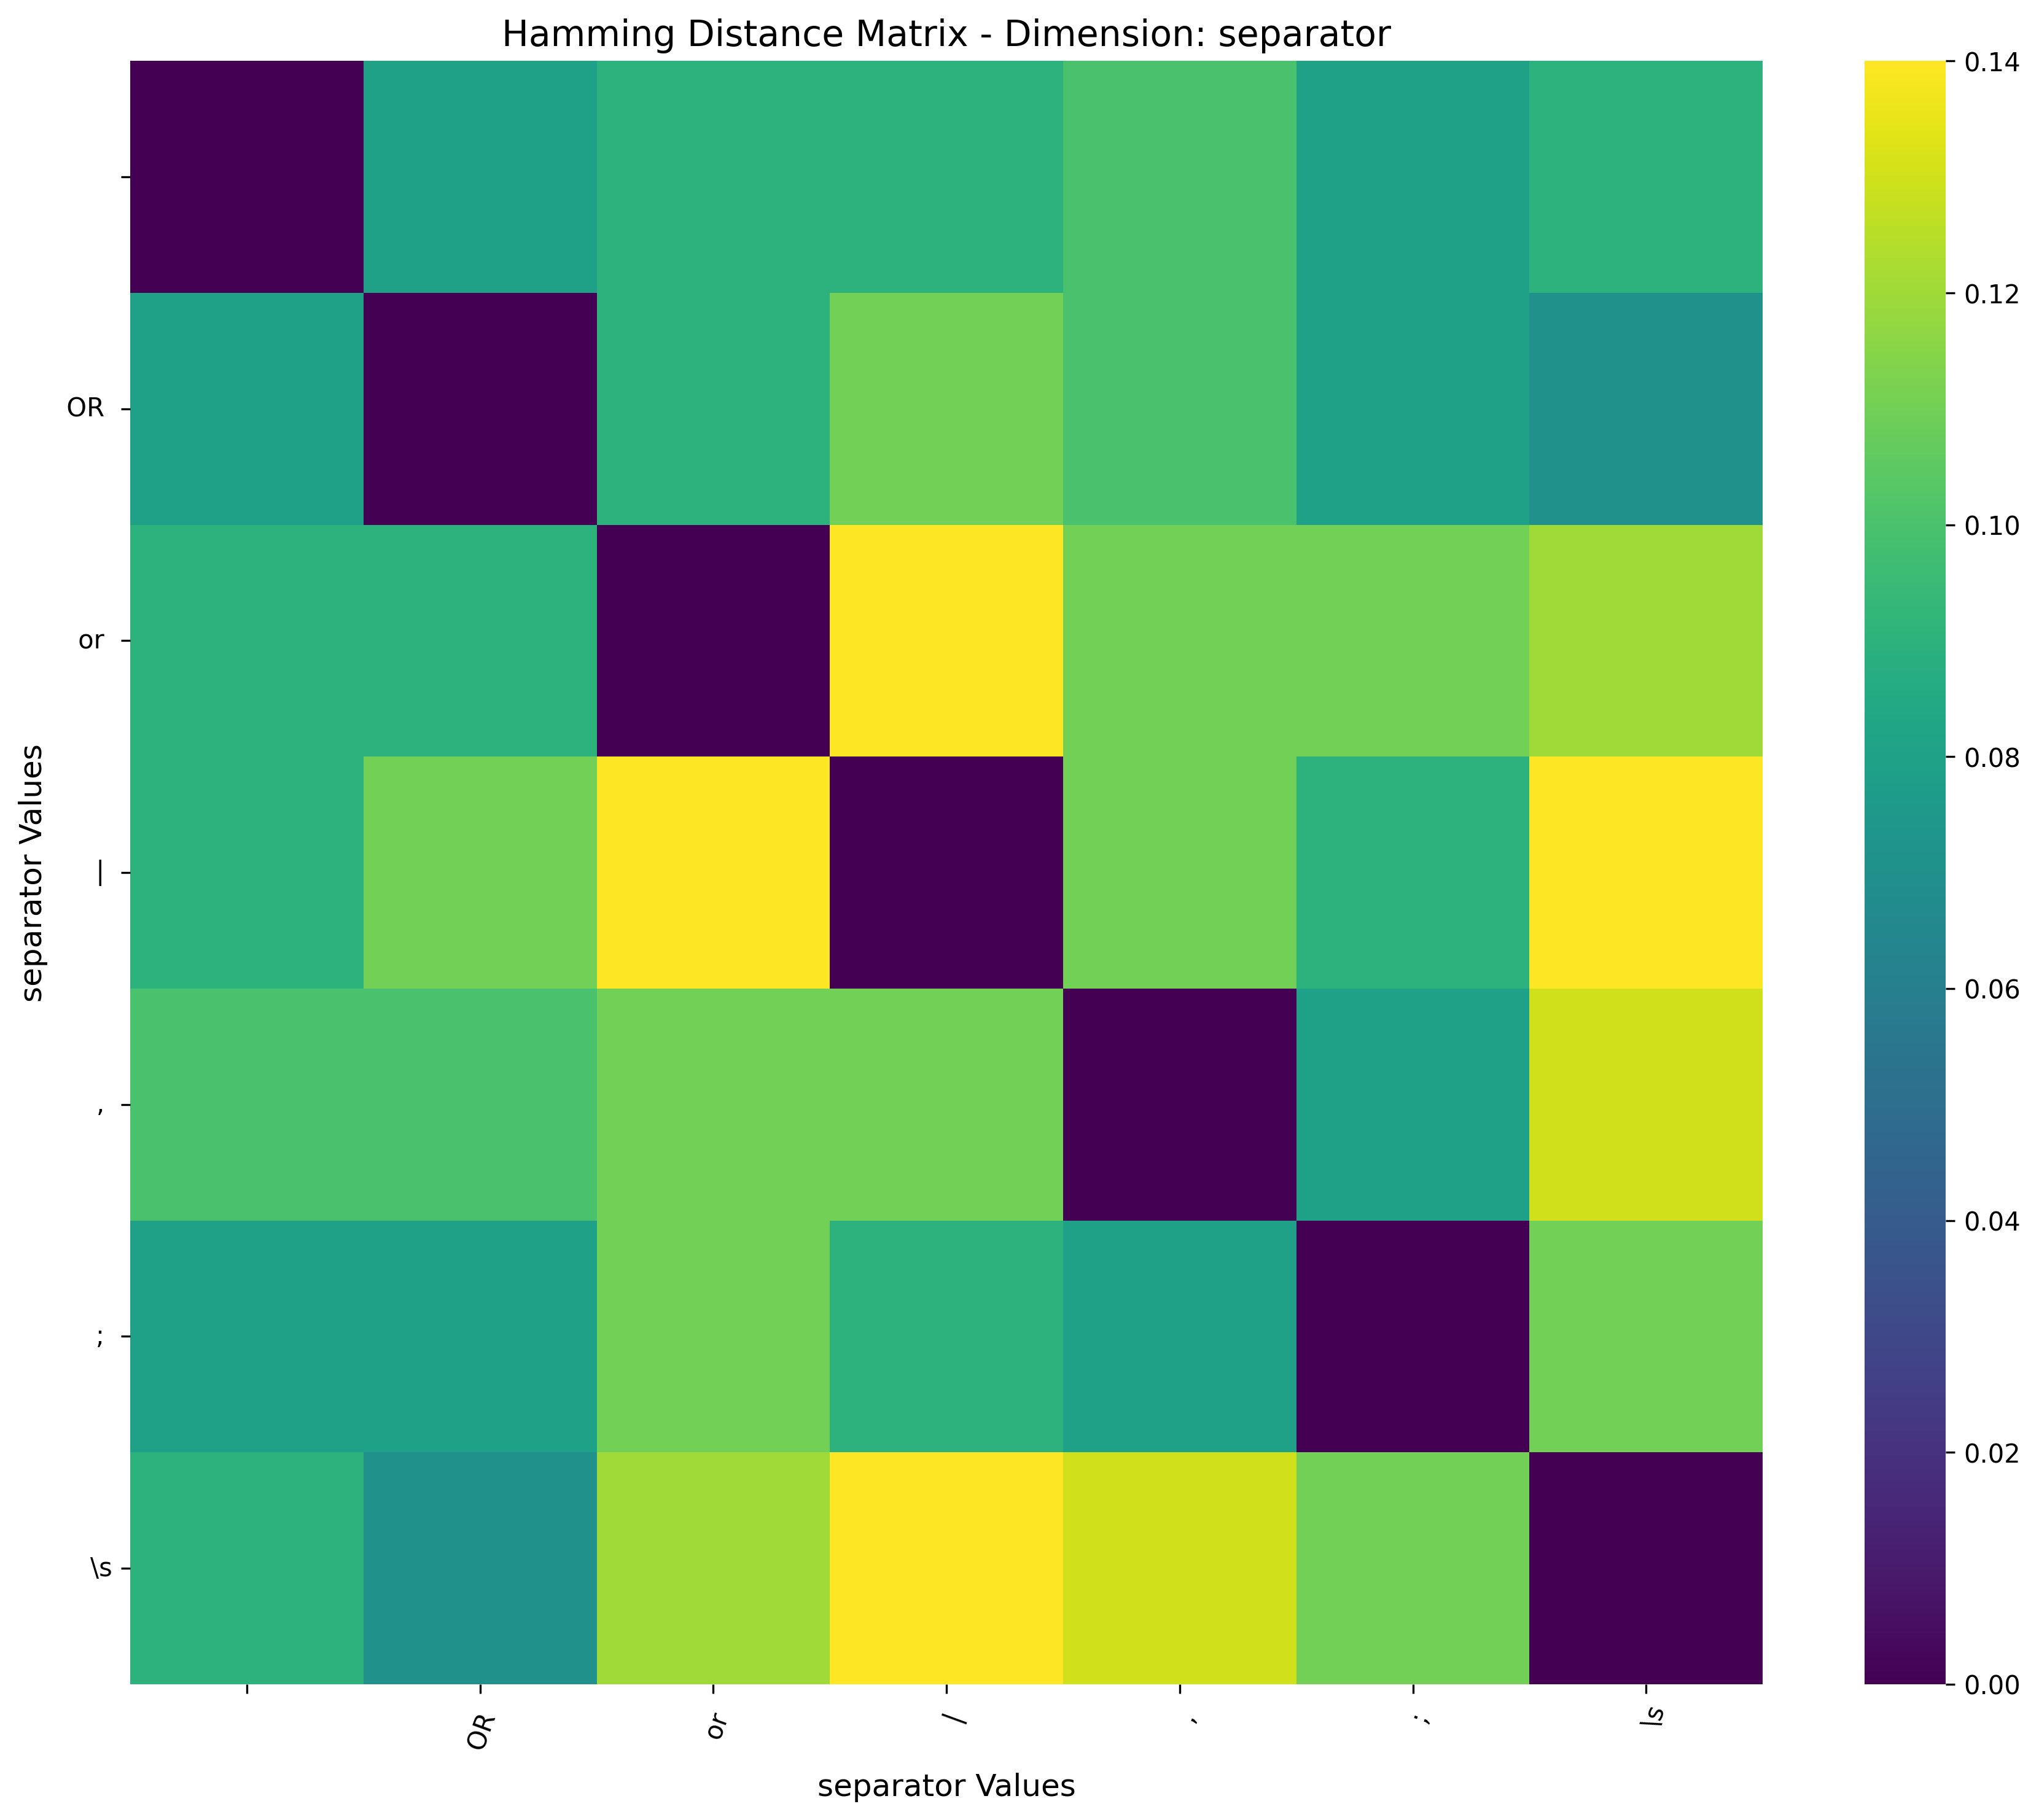 Hamming Distance Matrix - Dimension: separator
separator Values
OR
or
|
,
;
\s
OR
or
|
,
;
\s
separator Values
0.14
0.12
0.10
0.08
0.06
0.04
0.02
0.00